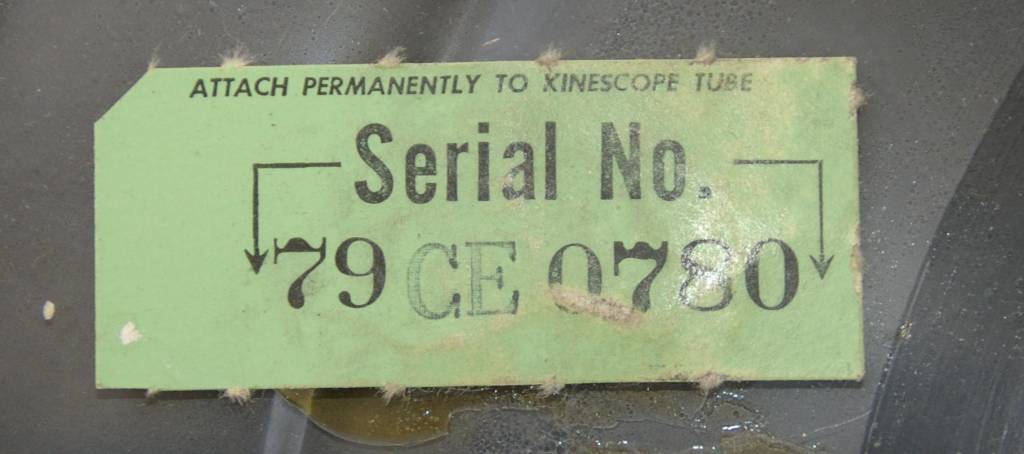 ATTACH PERMANENTLY TO KINESCOPE TUBE
Serial No.
79 CE 0780